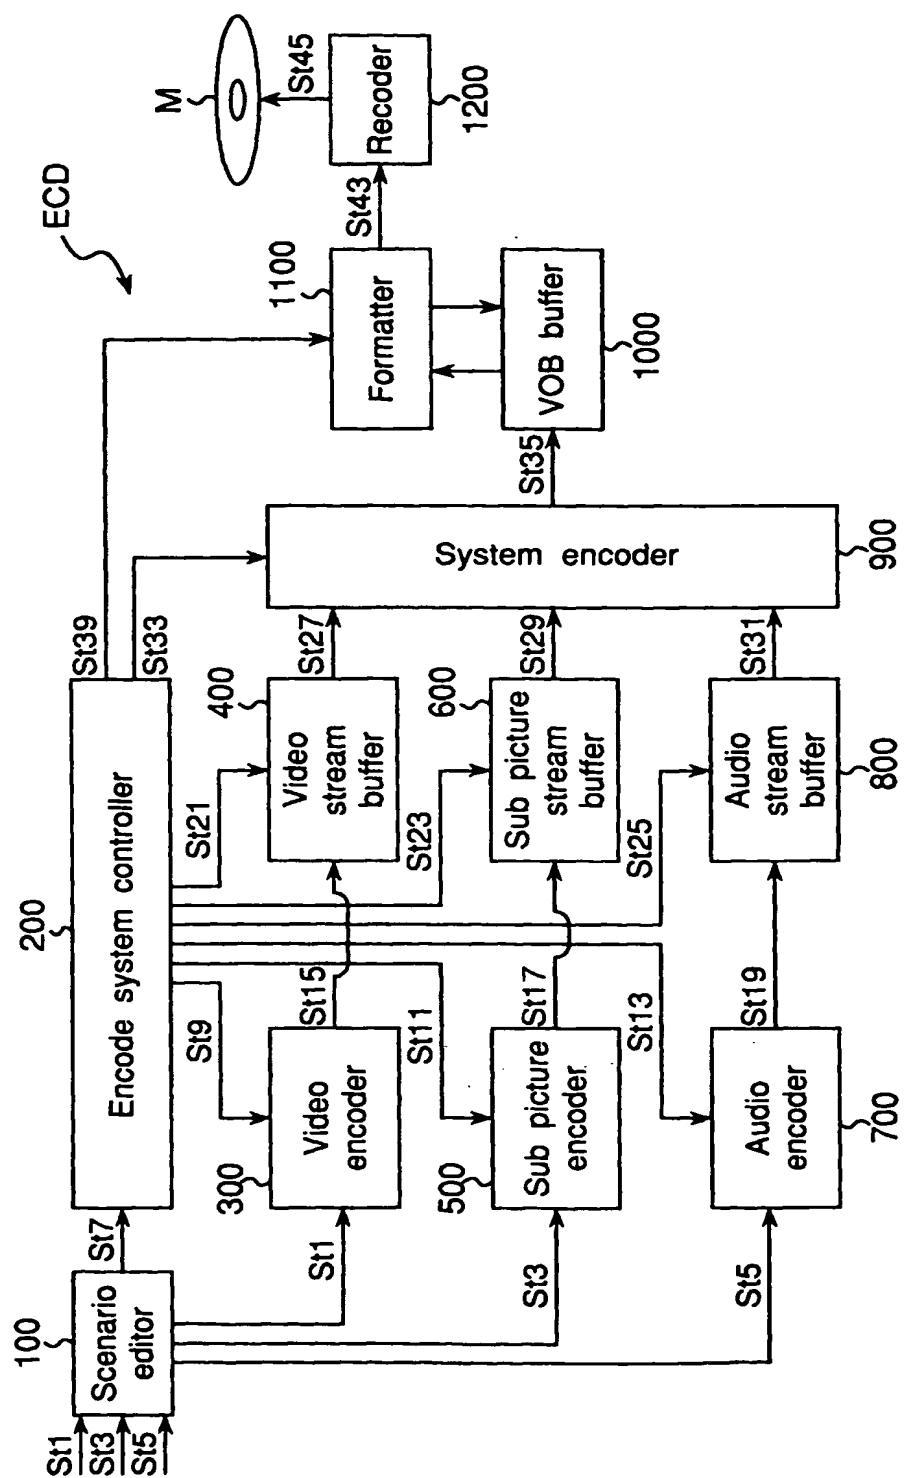 ECD
St1
St3
St5
100
Scenario
editor
St7
200
Encode system controller
St39
St33
St9
St21
St11
St23
St13
St25
St1
300
Video
encoder
St15
400
Video
stream
buffer
St27
St3
500
Sub picture
encoder
St17
600
Sub picture
stream
buffer
St29
St5
Audio
encoder
700
St19
Audio
stream
buffer
800
St31
System encoder
900
St35
1100
Formatter
VOB buffer
1000
St43
Recoder
1200
St45
M